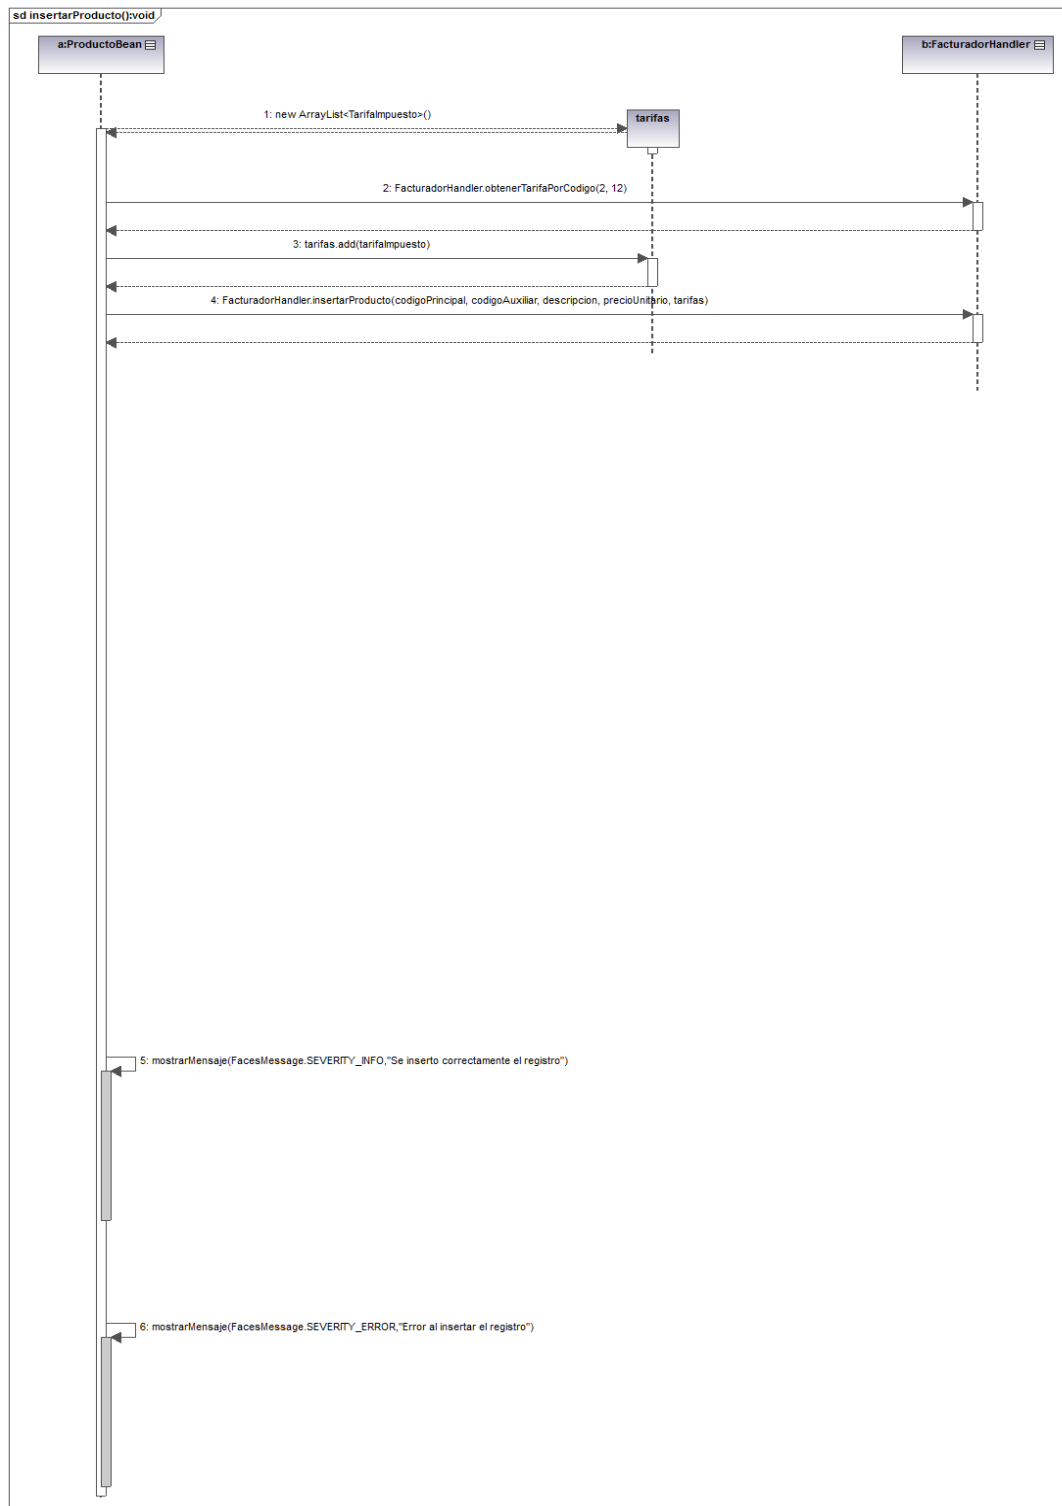 sd insertarProducto():void
a:ProductoBean
b:FacturadorHandler
1: new ArrayList<TarifaImpuesto>()
tarifas
2: FacturadorHandler.obtenerTarifaPorCodigo(2, 12)
3: tarifas.add(tarifaImpuesto)
4: FacturadorHandler.insertarProducto(codigoPrincipal, codigoAuxiliar, descripcion, precioUnitario, tarifas)
5: mostrarMensaje(FacesMessage.SEVERITY_INFO,"Se inserto correctamente el registro")
6: mostrarMensaje(FacesMessage.SEVERITY_ERROR,"Error al insertar el registro")